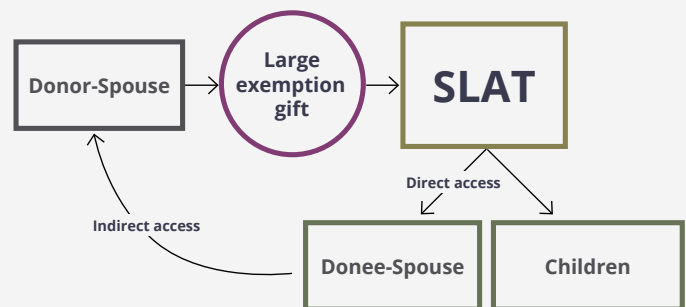 Donor-Spouse
Large
exemption
gift
SLAT
Direct access
Indirect access
Donee-Spouse
Children